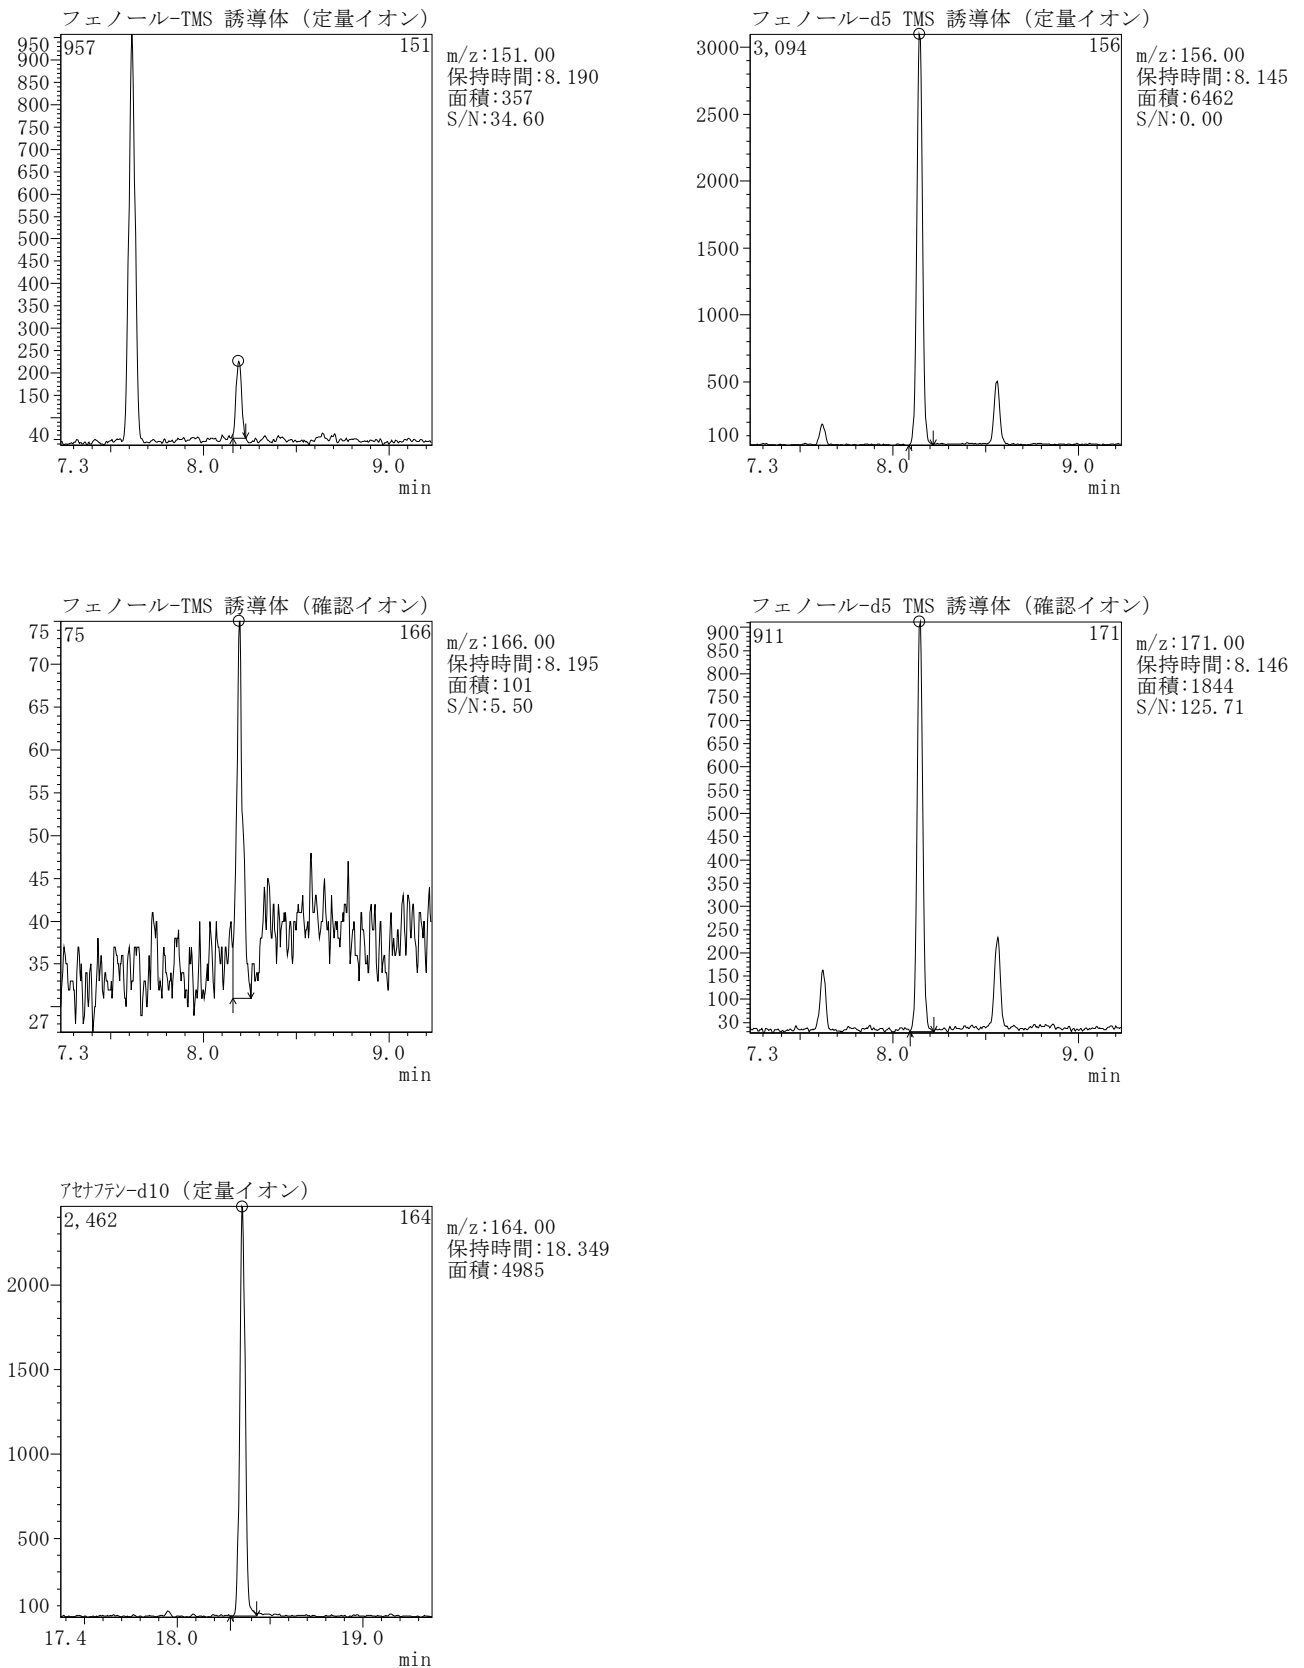 フェノール-TMS 誘導体 (定量イオン)
957
151
m/z:151.00
保持時間:8.190
面積:357
S/N:34.60
950
900
850
800
750
700
650
600
550
500
450
400
350
300
250
200
150
40
7.3
8.0
9.0
min
フェノール-d5 TMS 誘導体 (定量イオン)
3,094
156
m/z:156.00
保持時間:8.145
面積:6462
S/N:0.00
3000
2500
2000
1500
1000
500
100
7.3
8.0
9.0
min
フェノール-TMS 誘導体 (確認イオン)
75
166
m/z:166.00
保持時間:8.195
面積:101
S/N:5.50
75
70
65
60
55
50
45
40
35
27
7.3
8.0
9.0
min
フェノール-d5 TMS 誘導体 (確認イオン)
911
171
m/z:171.00
保持時間:8.146
面積:1844
S/N:125.71
900
850
800
750
700
650
600
550
500
450
400
350
300
250
200
150
100
30
7.3
8.0
9.0
min
アセナフテン-d10 (定量イオン)
2,462
164
m/z:164.00
保持時間:18.349
面積:4985
2000
1500
1000
500
100
17.4
18.0
19.0
min